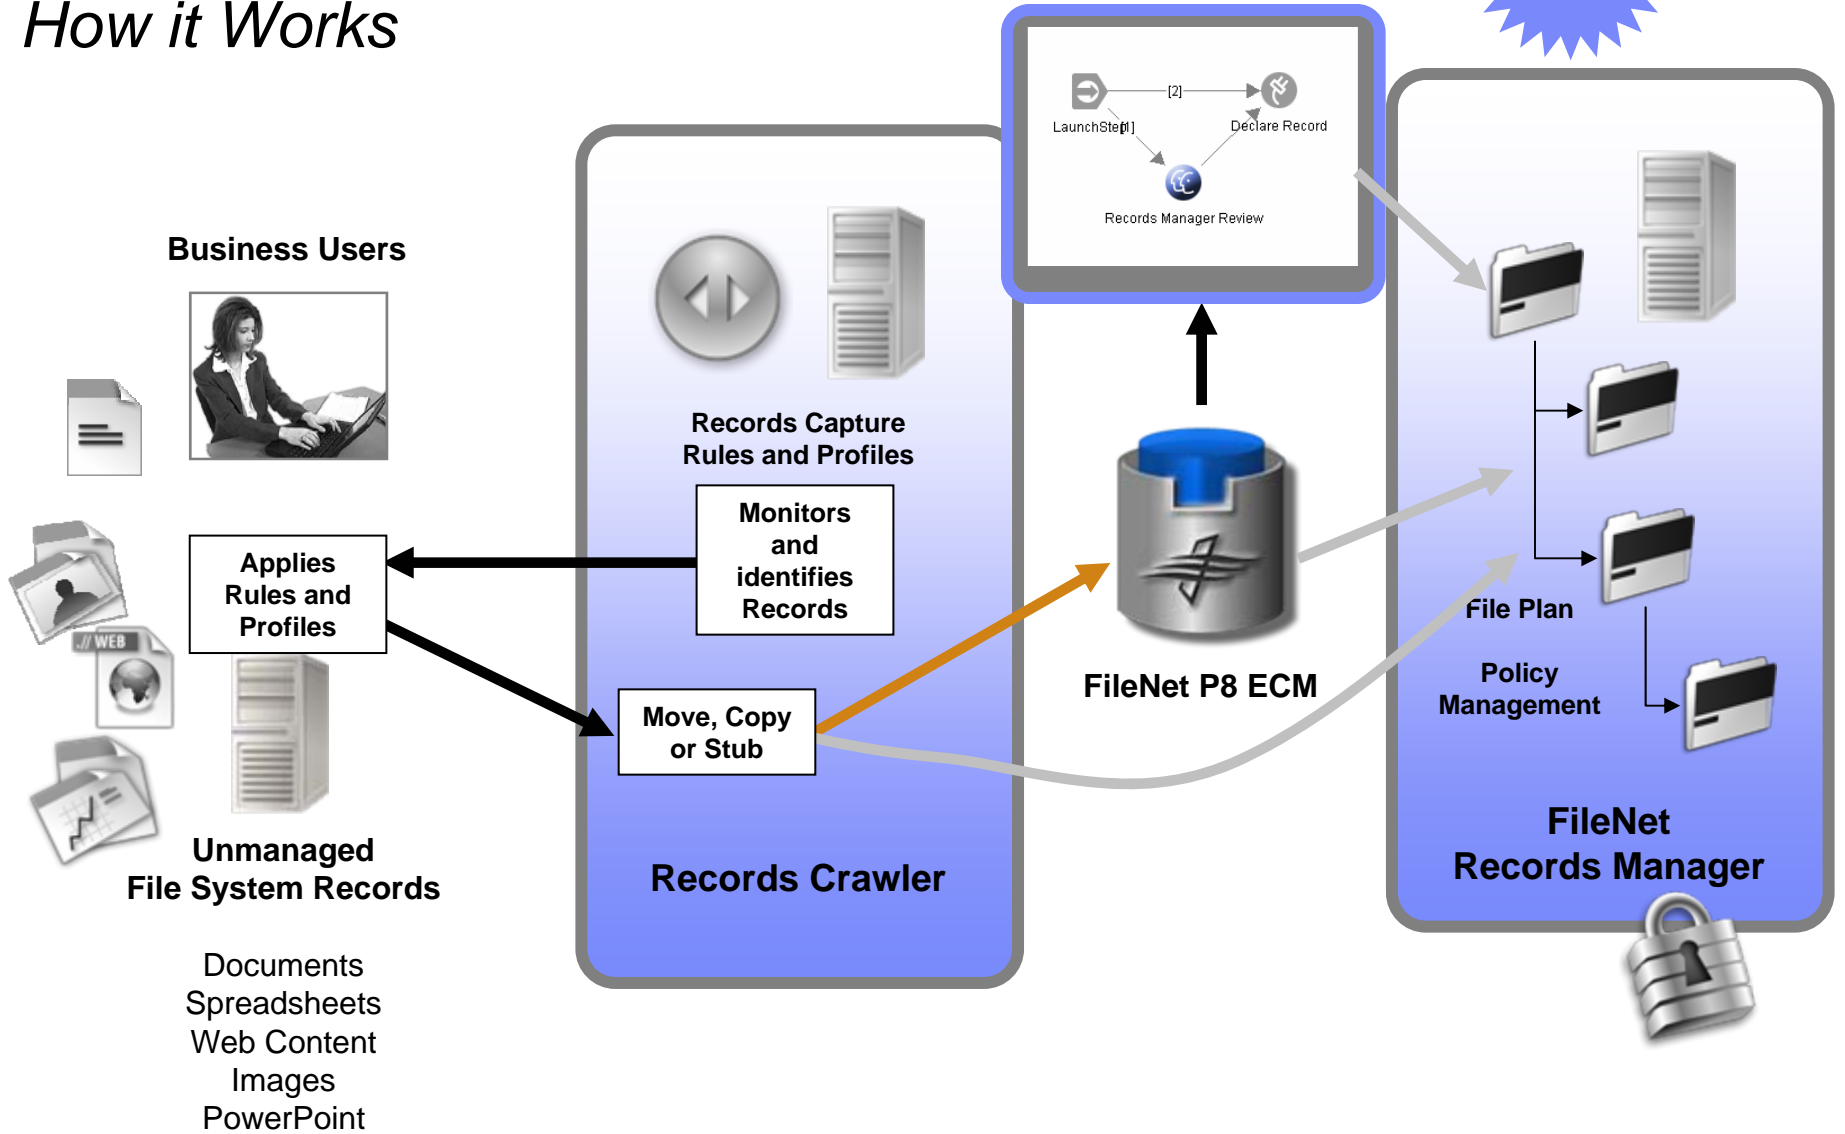 How it Works
[2]
LaunchStep
[1]
Declare Record
Records Manager Review
Business Users
Records Capture
Rules and Profiles
Monitors
and
identifies
Records
Applies
Rules and
Profiles
.// WEB
Move, Copy
or Stub
FileNet P8 ECM
File Plan
Policy
Management
Unmanaged
File System Records
Records Crawler
FileNet
Records Manager
Documents
Spreadsheets
Web Content
Images
PowerPoint